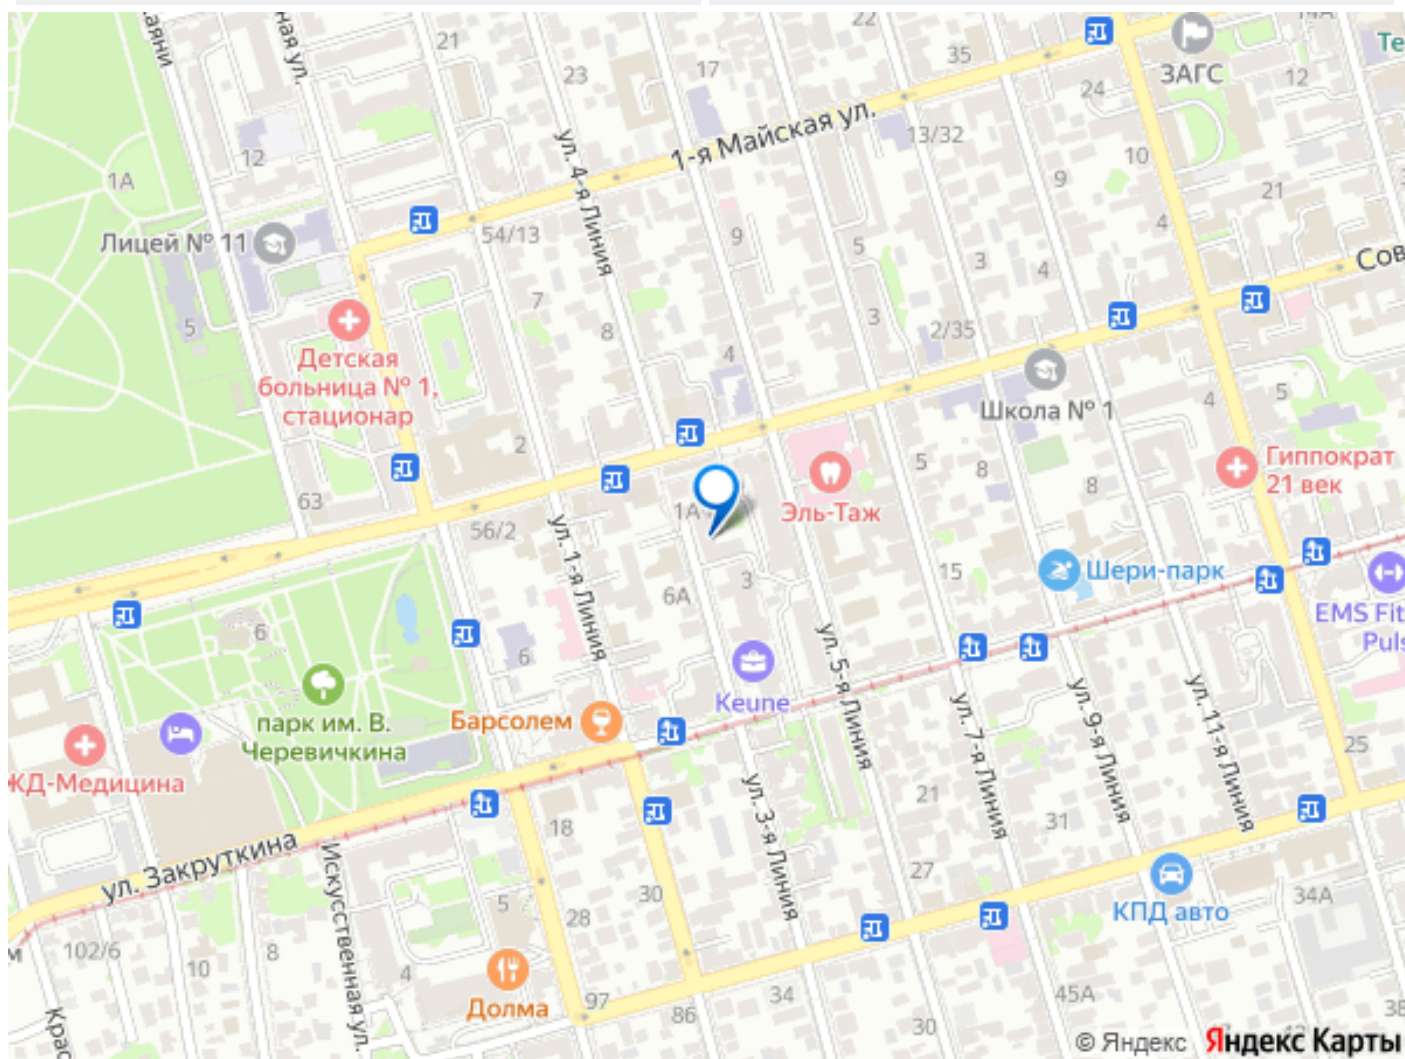 ная ул.
21
22
14А
23
17
35
ЗАГС
Те
12
24
1-я Майская ул.
13/32
ул. 4-я Линия
12
10
1А
9
21
Лицей № 11
54/13
9
5
4
3
4
Сов
7
5
8
3
2/35
Детская
больница № 1,
стационар
4
Школа № 1
4
5
2
63
5
8
8
Гиппократ
21 век
1А
Эль-Таж
56/2
ул. 1-я Линия
3
15
Шери-парк
6А
6
6
EMS Fit
Puls
ул. 5-я Линия
Keune
ул. 7-я Линия
ул. 9-я Линия
ул. 11-я Линия
парк им. В.
Черевичкина
Барсолем
25
ЖД-Медицина
ул. 3-я Линия
18
21
31
ул. Закруткина
Искусственная ул.
27
30
34А
5
28
КПД авто
102/6
8
10
4
Долма
97
86
34
45А
30
38
Крас
© Яндекс Яндекс Карты